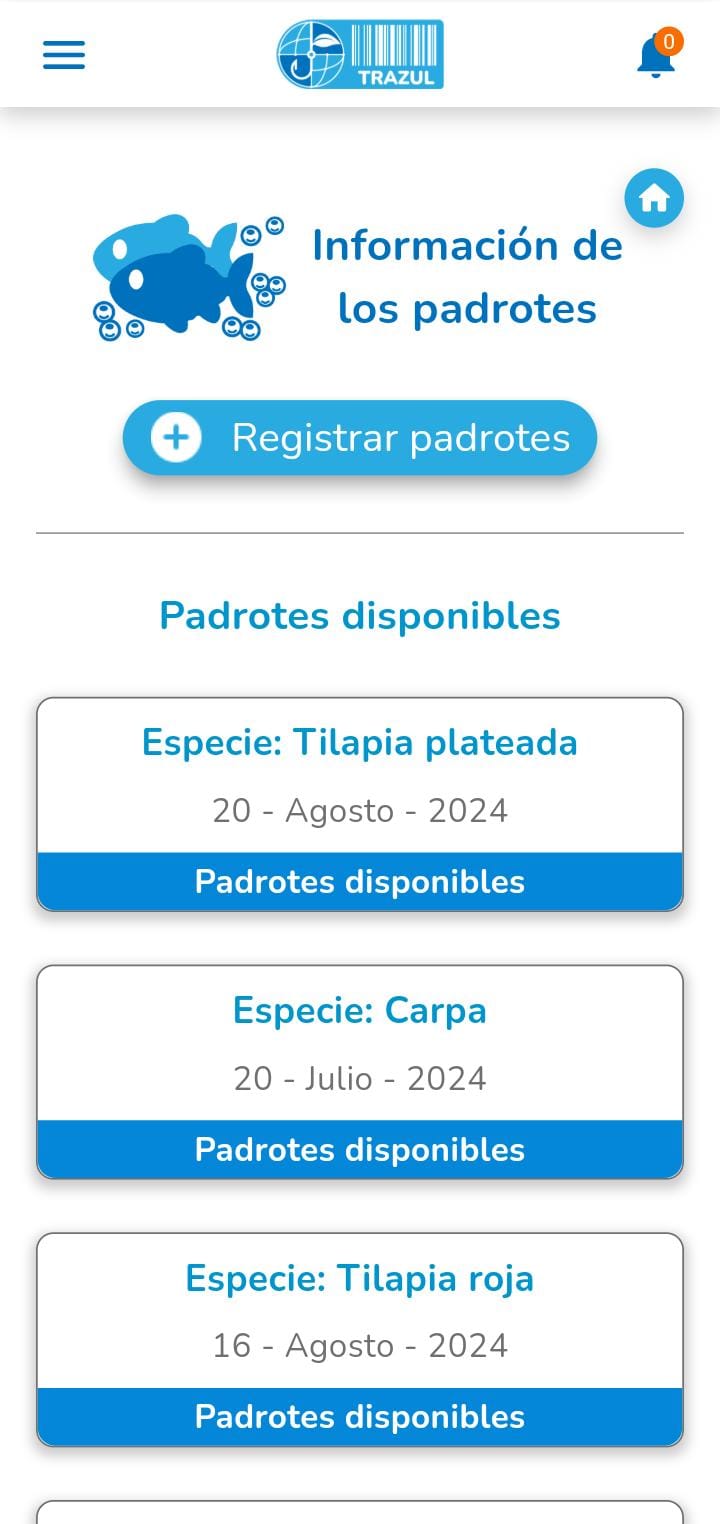 TRAZUL
0
Información de
los padrotes
Registrar padrotes
Padrotes disponibles
Especie: Tilapia plateada
20 - Agosto - 2024
Padrotes disponibles
Especie: Carpa
20 - Julio - 2024
Padrotes disponibles
Especie: Tilapia roja
16 - Agosto - 2024
Padrotes disponibles